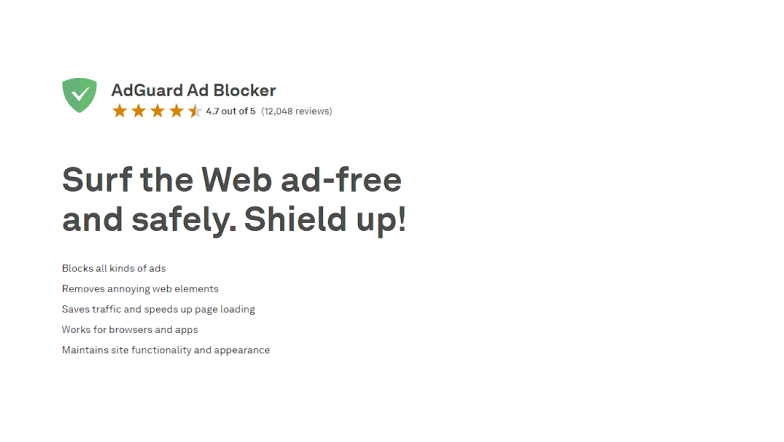 AdGuard Ad Blocker
4.7 out of 5 (12,048 reviews)
Surf the Web ad-free
and safely. Shield up!
Blocks all kinds of ads
Removes annoying web elements
Saves traffic and speeds up page loading
Works for browsers and apps
Maintains site functionality and appearance